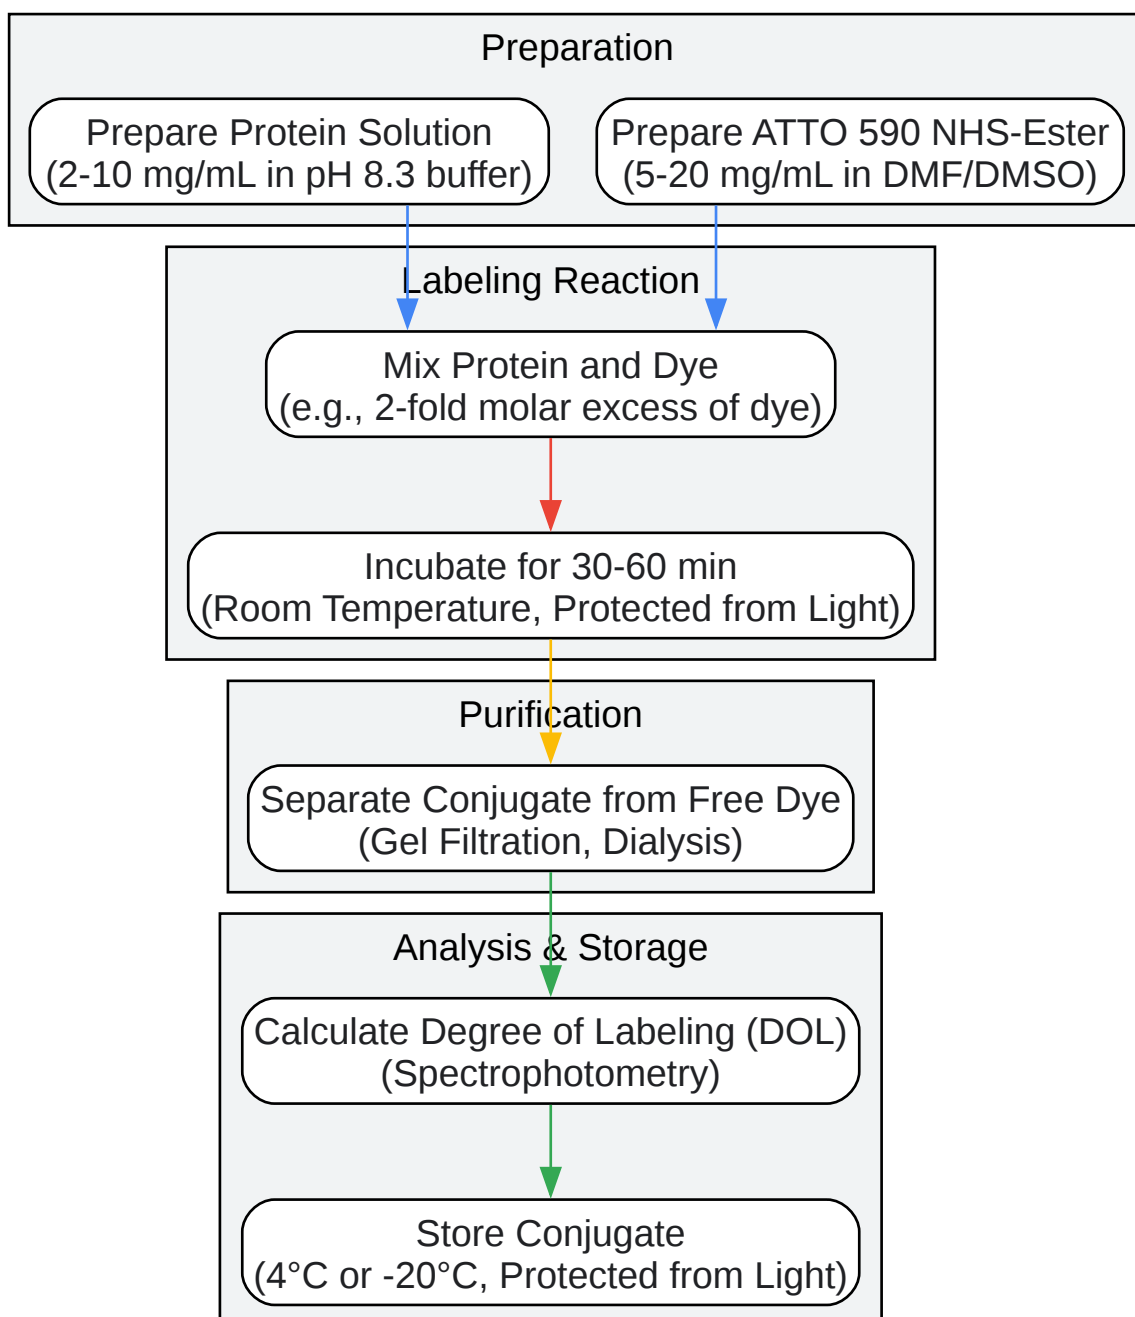 Preparation
Prepare Protein Solution
(2-10 mg/mL in pH 8.3 buffer)
Prepare ATTO 590 NHS-Ester
(5-20 mg/mL in DMF/DMSO)
Labeling Reaction
Mix Protein and Dye
(e.g., 2-fold molar excess of dye)
Incubate for 30-60 min
(Room Temperature, Protected from Light)
Purification
Separate Conjugate from Free Dye
(Gel Filtration, Dialysis)
Analysis & Storage
Calculate Degree of Labeling (DOL)
(Spectrophotometry)
Store Conjugate
(4°C or -20°C, Protected from Light)